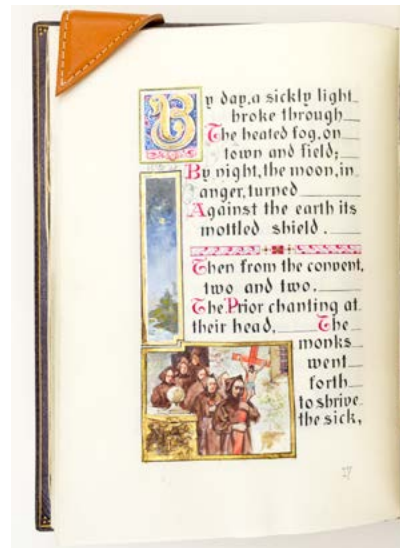 By day, a sickly light
broke through
The heated fog, on
town and field;
By night, the moon, in
anger, turned
Against the earth its
mottled shield.
Then from the convent,
two and two.
The Prior chanting at
their head, The
monks
went
forth
to shrive
the sick,
27